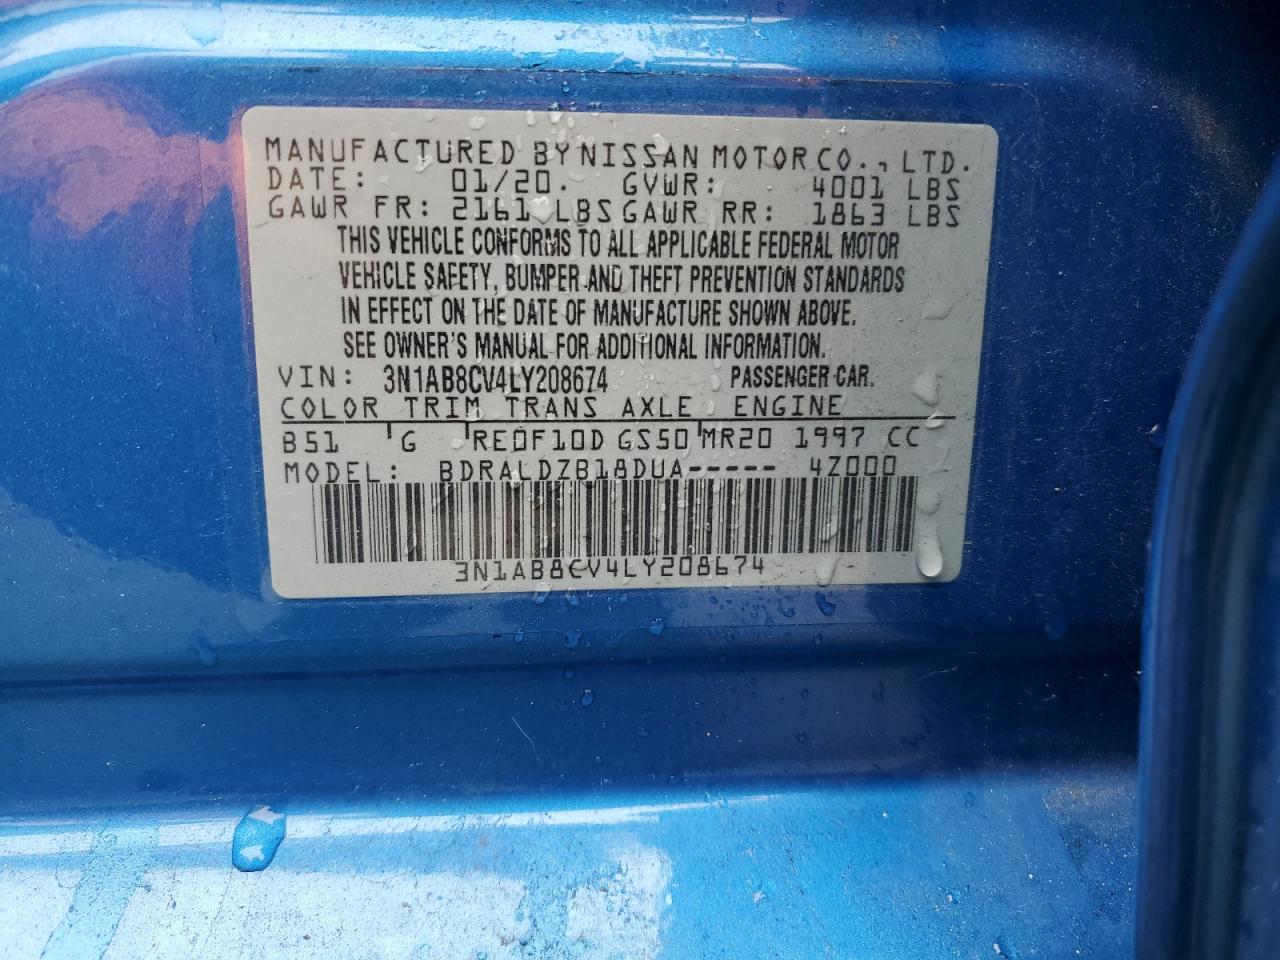 MANUFACTURED BY NISSAN MOTOR CO., LTD.
DATE: 01/20. GVWR: 4001 LBS
GAWR FR: 2161 LBS GAWR RR: 1863 LBS
THIS VEHICLE CONFORMS TO ALL APPLICABLE FEDERAL MOTOR
VEHICLE SAFETY, BUMPER AND THEFT PREVENTION STANDARDS
IN EFFECT ON THE DATE OF MANUFACTURE SHOWN ABOVE.
SEE OWNER'S MANUAL FOR ADDITIONAL INFORMATION.
VIN: 3N1AB8CV4LY208674 PASSENGER CAR.
COLOR TRIM TRANS AXLE ENGINE
B51 G RE0F10D GS50 MR20 1997 CC
MODEL: BDRALDZB18DUA----- 4Z000
3N1AB8CV4LY208674